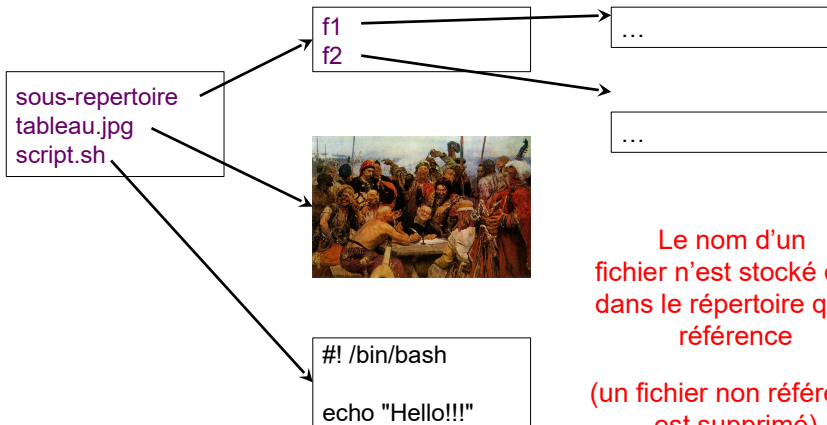 f1
f2
…
sous-repertoire
tableau.jpg
script.sh
…
Le nom d’un
fichier n’est stocké
dans le répertoire
référence
(un fichier non
est supprimé)
#! /bin/bash
echo "Hello!!!"